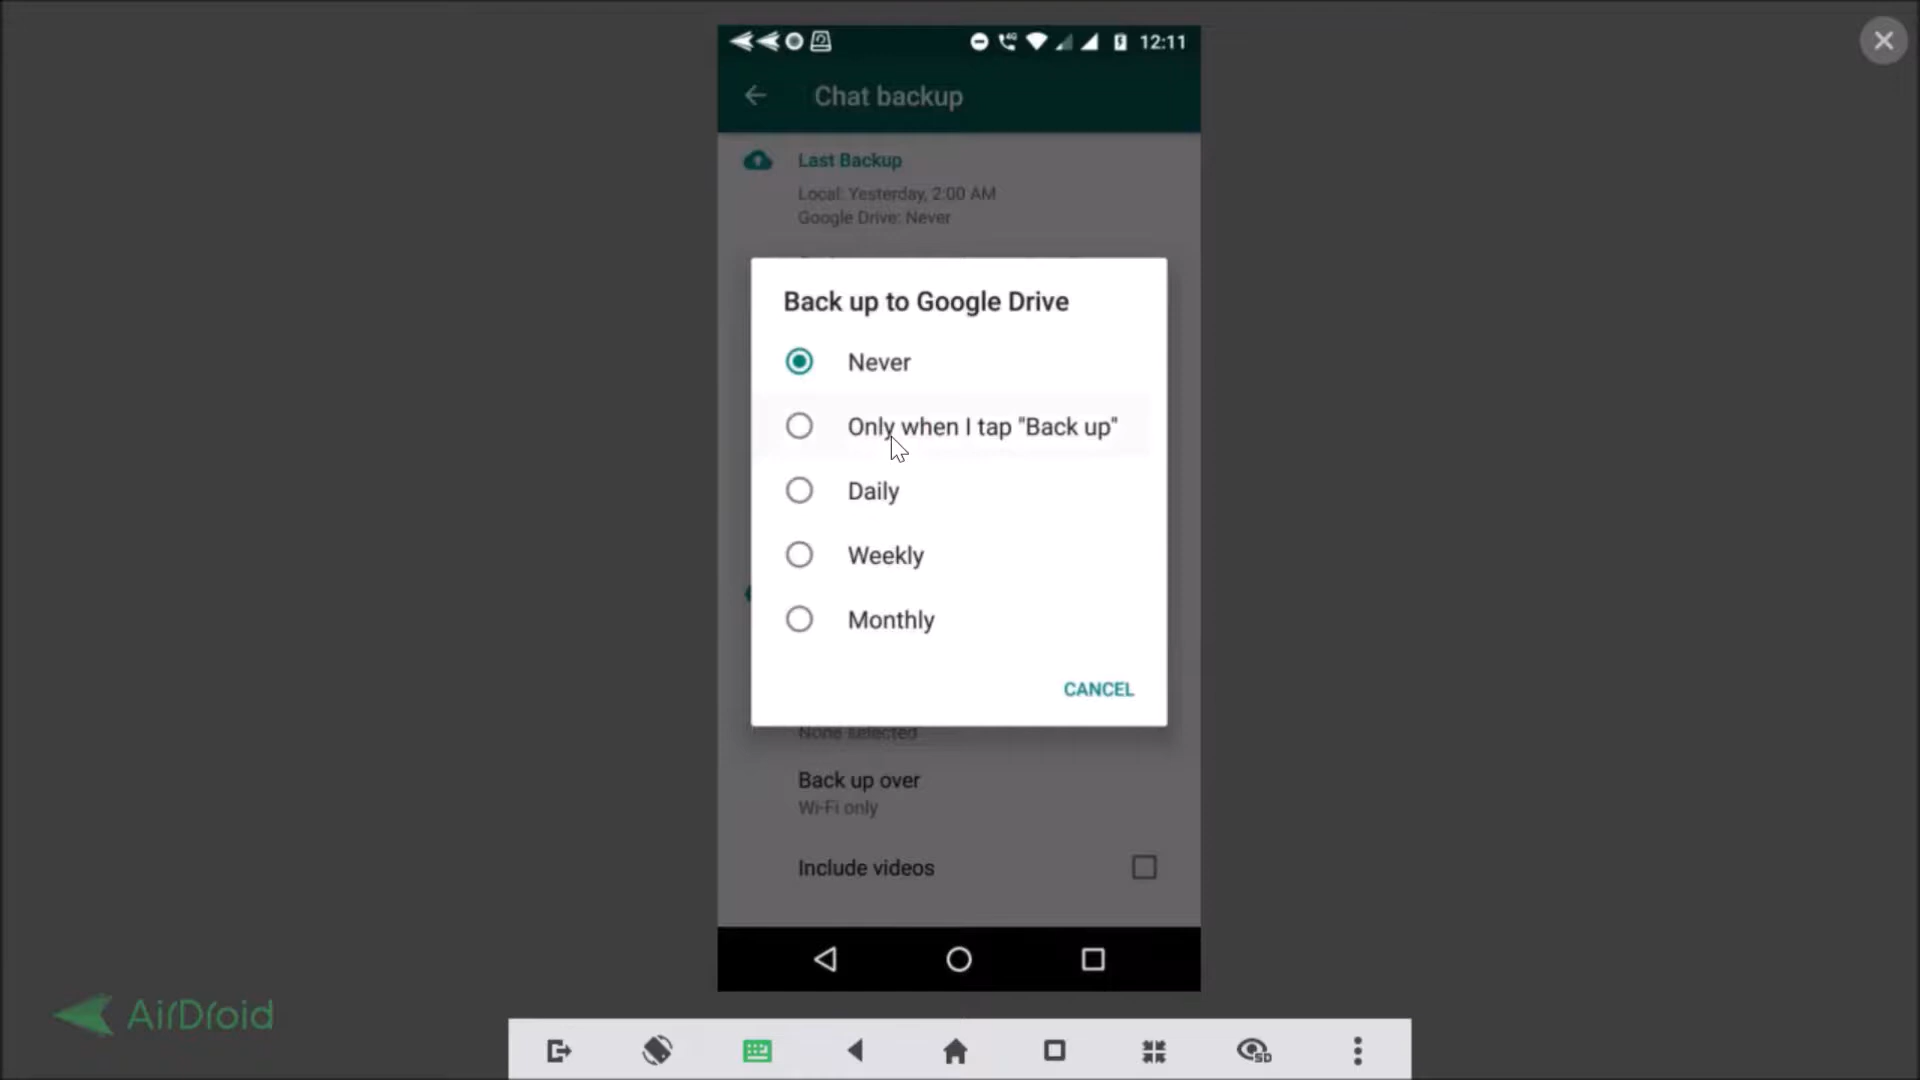 12:11
Chat backup
Last Backup
Local: Yesterday, 2:00 AM
Google Drive: Never
Back up to Google Drive
Never
Only when I tap "Back up"
Daily
Weekly
Monthly
CANCEL
None selected
Back up over
Wi-Fi only
Include videos
AirDroid
SD